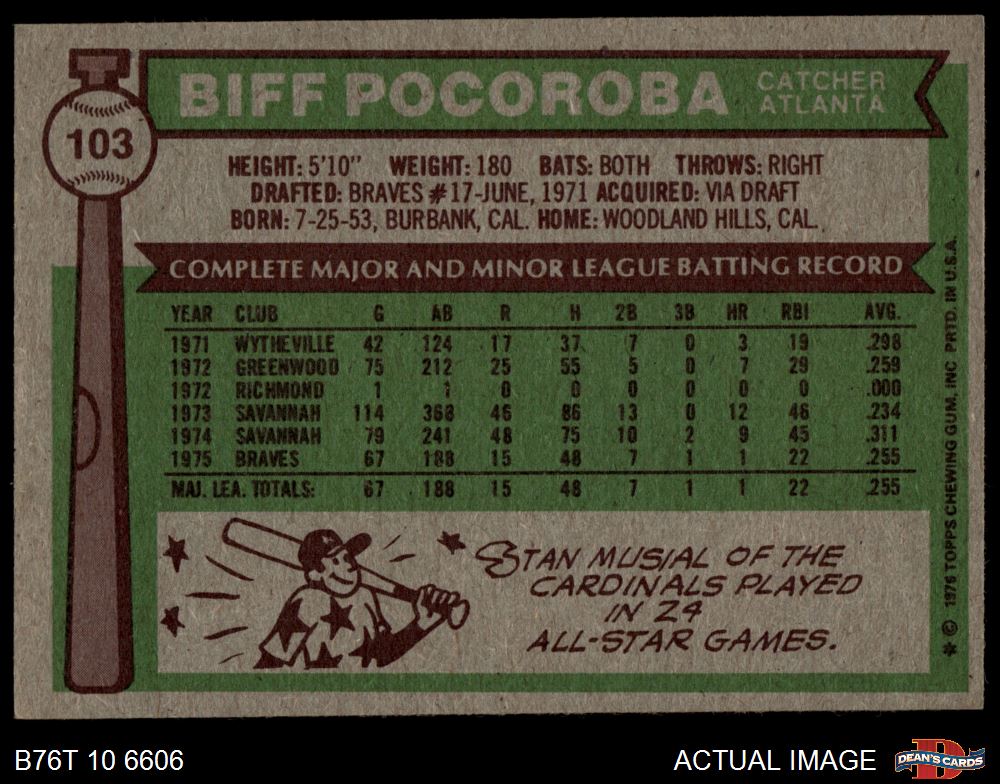 103
BIFF POCOROBA
CATCHER
ATLANTA
HEIGHT: 5'10" WEIGHT: 180 BATS: BOTH THROWS: RIGHT
DRAFTED: BRAVES #17-JUNE, 1971 ACQUIRED: VIA DRAFT
BORN: 7-25-53, BURBANK, CAL. HOME: WOODLAND HILLS, CAL.
COMPLETE MAJOR AND MINOR LEAGUE BATTING RECORD
YEAR CLUB G AB R H 2B 3B HR RBI AVG.
1971 WYTHEVILLE 42 124 17 37 7 0 3 19 .298
1972 GREENWOOD 75 212 25 55 5 0 7 29 .259
1972 RICHMOND 1 1 0 0 0 0 0 0 .000
1973 SAVANNAH 114 368 46 86 13 0 12 46 .234
1974 SAVANNAH 79 241 48 75 10 2 9 45 .311
1975 BRAVES 67 188 15 48 7 1 1 22 .255
MAJ. LEA. TOTALS: 67 188 15 48 7 1 1 22 .255
STAN MUSIAL OF THE
CARDINALS PLAYED
IN 24
ALL-STAR GAMES.
* © 1976 TOPPS CHEWING GUM, INC. PRTD. IN U.S.A.
B76T 10 6606
ACTUAL IMAGE
D
DEAN'S CARDS